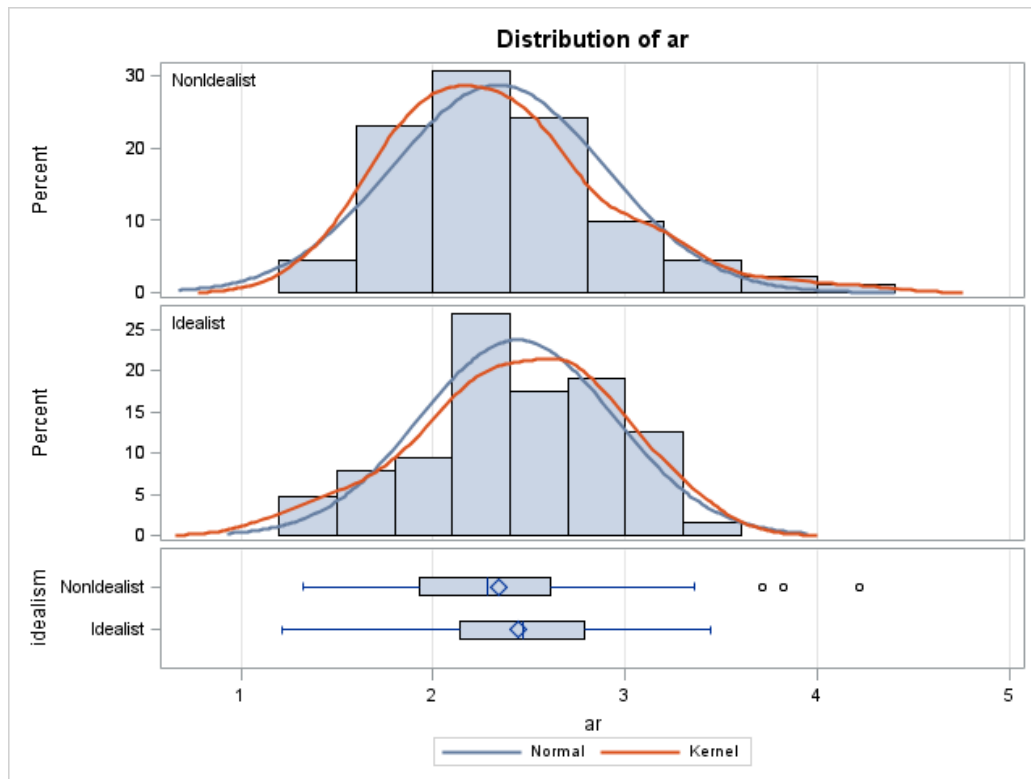 Distribution of ar
NonIdealist
30
20
10
0
Percent
Idealist
25
20
15
10
5
0
Percent
NonIdealist
Idealist
idealism
1 2 3 4 5
ar
Normal Kernel